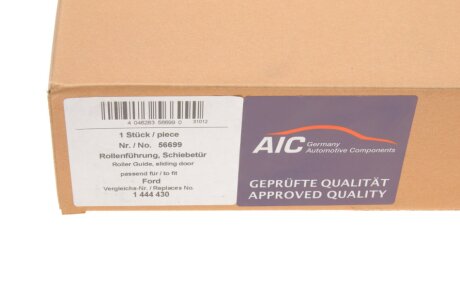 4 046283 56699 0
31012
1 Stück / piece
Nr. / No. 56699
Rollenführung, Schiebetür
Roller Guide, sliding door
passend für / to fit
Ford
Vergleichs-Nr. / Replaces No.
1 444 430
AIC Germany
Automotive Components
GEPRÜFTE QUALITÄT
APPROVED QUALITY